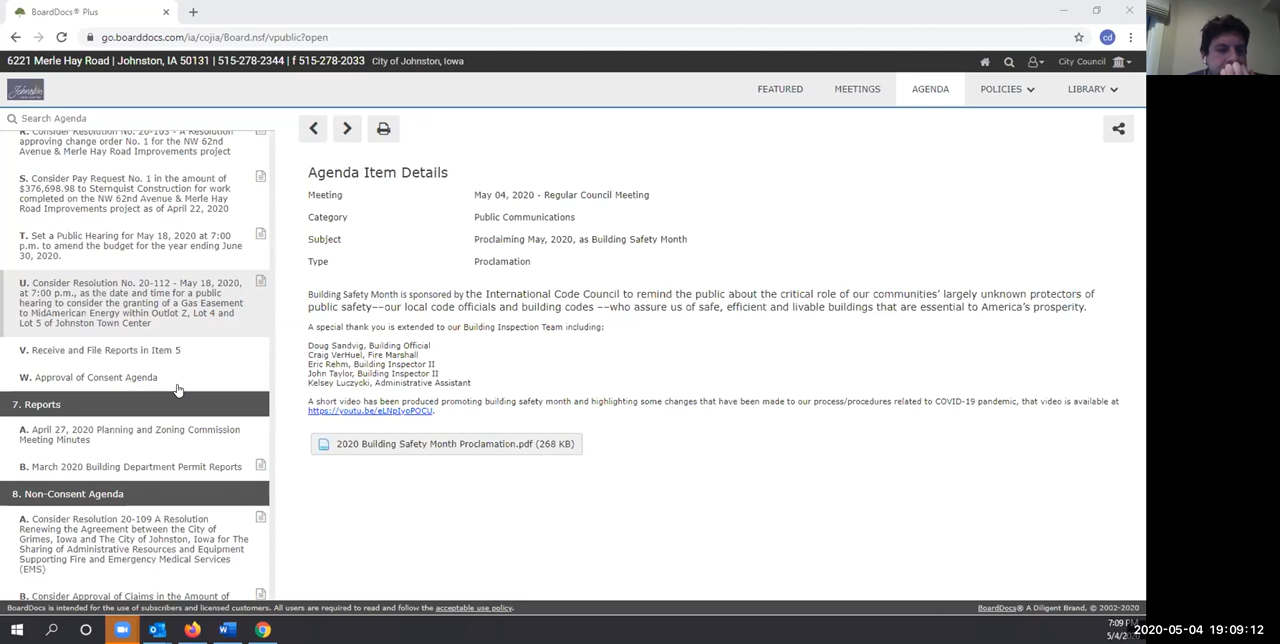 BoardDocs® Plus
go.boarddocs.com/ia/cojia/Board.nsf/vpublic?open
cd
6221 Merle Hay Road | Johnston, IA 50131 | 515-278-2344 | f 515-278-2033 City of Johnston, Iowa
City Council
Johnston
FEATURED MEETINGS AGENDA POLICIES LIBRARY
Search Agenda
R. Consider Resolution No. 20-103 - A Resolution
approving change order No. 1 for the NW 62nd
Avenue & Merle Hay Road Improvements project
S. Consider Pay Request No. 1 in the amount of
$376,698.98 to Sternquist Construction for work
completed on the NW 62nd Avenue & Merle Hay
Road Improvements project as of April 22, 2020
T. Set a Public Hearing for May 18, 2020 at 7:00
p.m. to amend the budget for the year ending June
30, 2020.
U. Consider Resolution No. 20-112 - May 18, 2020,
at 7:00 p.m., as the date and time for a public
hearing to consider the granting of a Gas Easement
to MidAmerican Energy within Outlot Z, Lot 4 and
Lot 5 of Johnston Town Center
V. Receive and File Reports in Item 5
W. Approval of Consent Agenda
7. Reports
A. April 27, 2020 Planning and Zoning Commission
Meeting Minutes
B. March 2020 Building Department Permit Reports
8. Non-Consent Agenda
A. Consider Resolution 20-109 A Resolution
Renewing the Agreement between the City of
Grimes, Iowa and The City of Johnston, Iowa for The
Sharing of Administrative Resources and Equipment
Supporting Fire and Emergency Medical Services
(EMS)
B. Consider Approval of Claims in the Amount of
Agenda Item Details
Meeting May 04, 2020 - Regular Council Meeting
Category Public Communications
Subject Proclaiming May, 2020, as Building Safety Month
Type Proclamation
Building Safety Month is sponsored by the International Code Council to remind the public about the critical role of our communities' largely unknown protectors of
public safety––our local code officials and building codes ––who assure us of safe, efficient and livable buildings that are essential to America's prosperity.
A special thank you is extended to our Building Inspection Team including:
Doug Sandvig, Building Official
Craig VerHuel, Fire Marshall
Eric Rehm, Building Inspector II
John Taylor, Building Inspector II
Kelsey Luczycki, Administrative Assistant
A short video has been produced promoting building safety month and highlighting some changes that have been made to our process/procedures related to COVID-19 pandemic, that video is available at
https://youtu.be/eLNpIyoPOCU.
2020 Building Safety Month Proclamation.pdf (268 KB)
BoardDocs is intended for the use of subscribers and licensed customers. All users are required to read and follow the acceptable use policy.
BoardDocs® A Diligent Brand, © 2002-2020
7:09 PM
5/4/20
2020-05-04 19:09:12